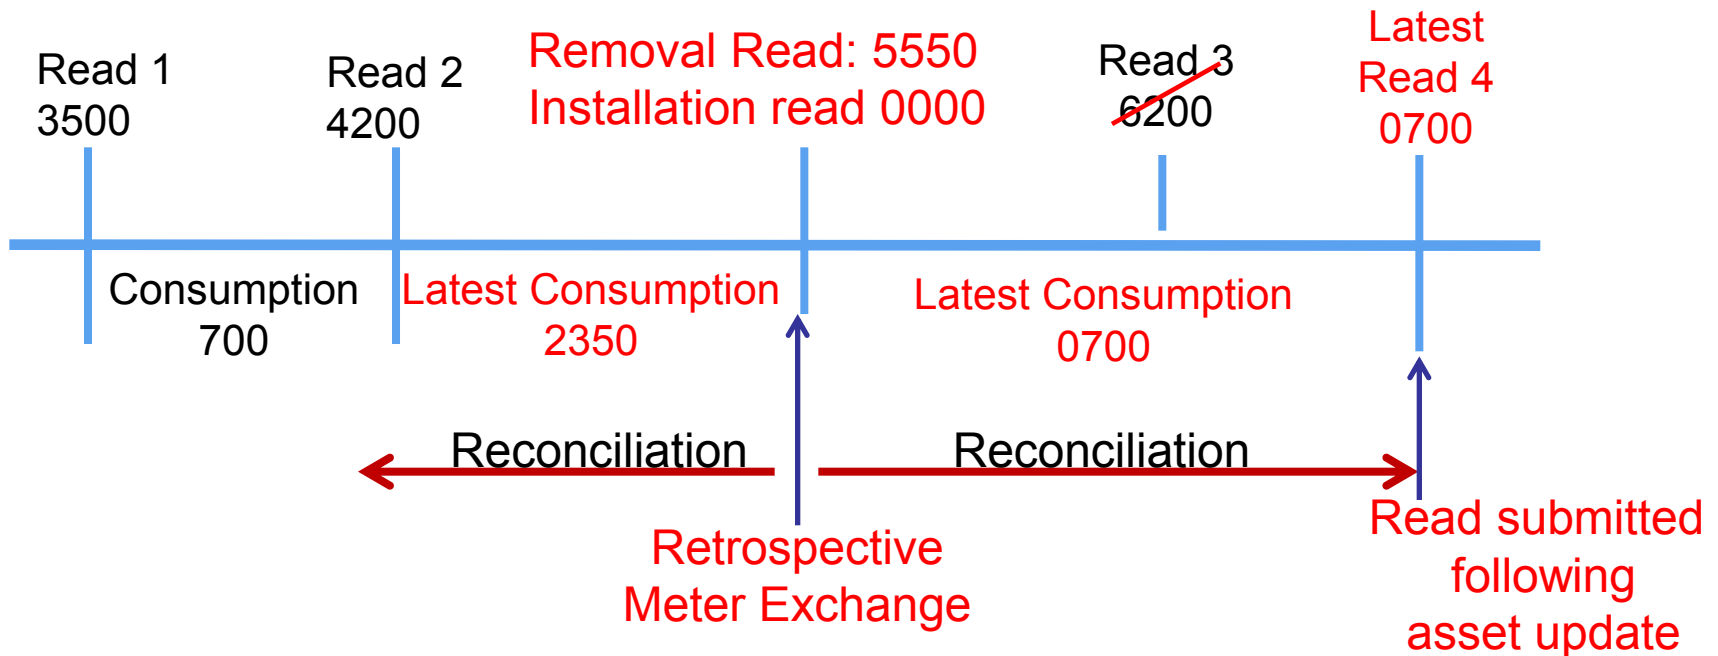 Read 1
3500
Read 2
4200
Removal Read: 5550
Installation read 0000
Read 3
6200
Latest
Read 4
0700
Consumption
700
Latest Consumption
2350
Latest Consumption
0700
Reconciliation
Reconciliation
Retrospective
Meter Exchange
Read submitted
following
asset update